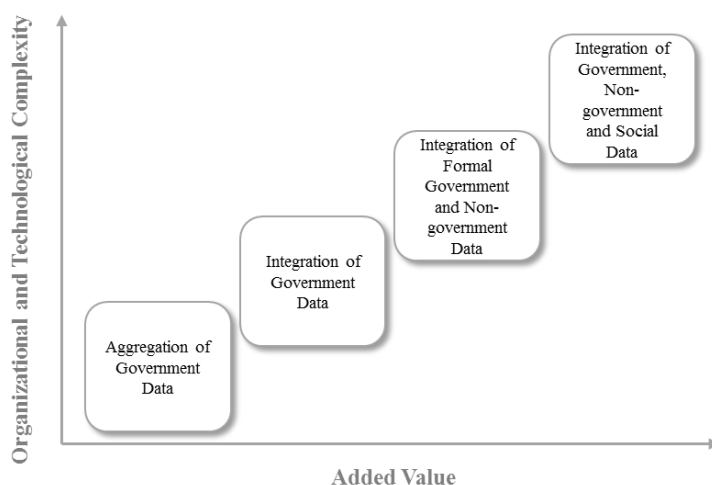 Organizational and Technological Complexity
Integration of
Government,
Non-
government
and Social
Data
Integration of
Formal
Government
and Non-
government
Data
Integration of
Government
Data
Aggregation of
Government
Data
Added Value